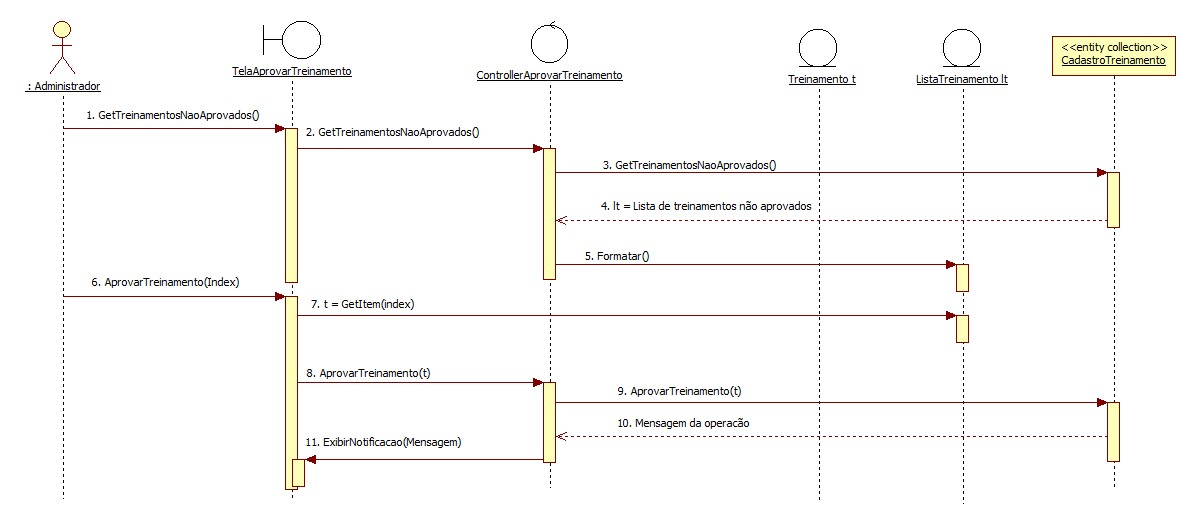 <<entity collection>>
CadastroTreinamento
: Administrador
TelaAprovarTreinamento
ControllerAprovarTreinamento
Treinamento t
ListaTreinamento lt
1. GetTreinamentosNaoAprovados()
2. GetTreinamentosNaoAprovados()
3. GetTreinamentosNaoAprovados()
4. lt = Lista de treinamentos não aprovados
5. Formatar()
6. AprovarTreinamento(Index)
7. t = GetItem(index)
8. AprovarTreinamento(t)
9. AprovarTreinamento(t)
10. Mensagem da operacão
11. ExibirNotificacao(Mensagem)